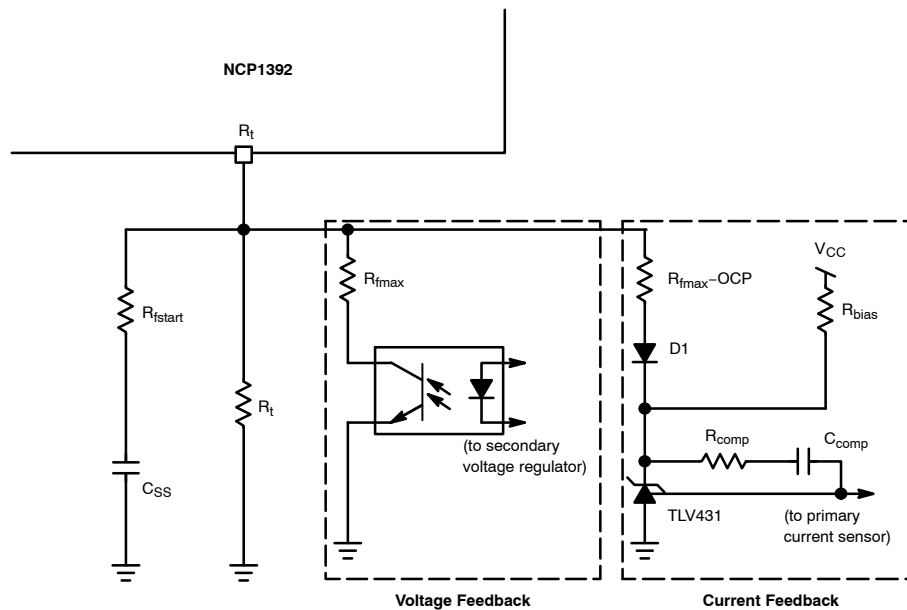 NCP1392
Rt
Rfstart
CSS
Rt
Rfmax
(to secondary
voltage regulator)
Rfmax−OCP
VCC
Rbias
D1
Rcomp
Ccomp
TLV431
(to primary
current sensor)
Voltage Feedback
Current Feedback